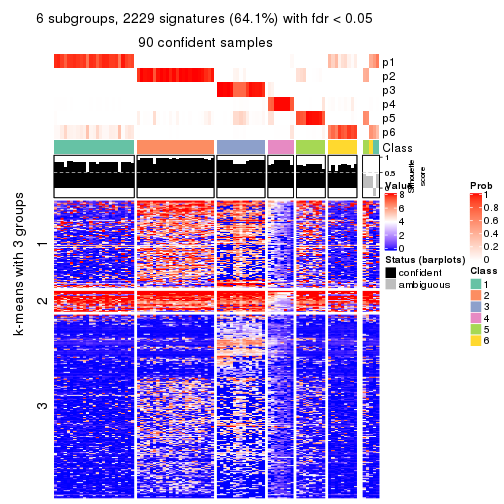 6 subgroups, 2229 signatures (64.1%) with fdr < 0.05
90 confident samples
p1
p2
p3
p4
p5
p6
Class
1
0.5
0
Silhouette
score
k-means with 3 groups
1
2
3
Value
8
6
4
2
0
Status (barplots)
confident
ambiguous
Prob
1
0.8
0.6
0.4
0.2
0
Class
1
2
3
4
5
6